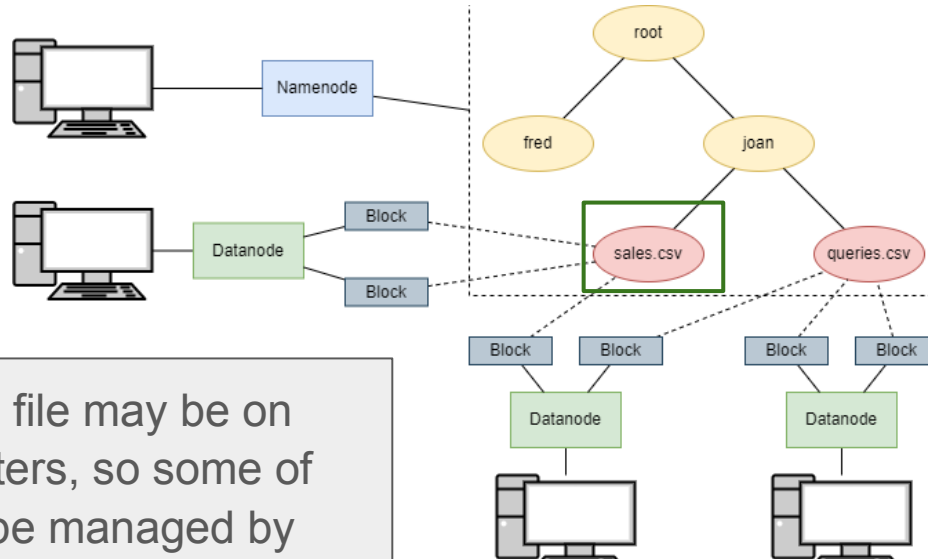 root
Namenode
fred
joan
Block
Datanode
sales.csv
queries.csv
Block
Block
Block
Block
Block
Datanode
Datanode
file may be on
ters, so some of
be managed by